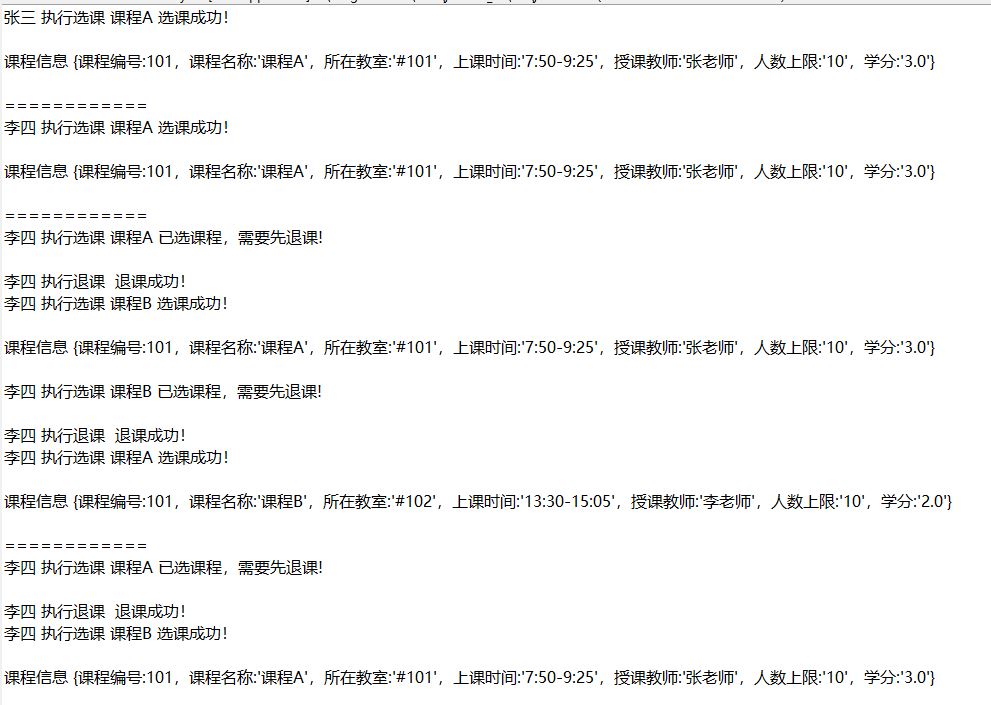 张三 执行选课 课程A 选课成功！
课程信息 {课程编号:101，课程名称:'课程A'，所在教室:'#101'，上课时间:'7:50-9:25'，授课教师:'张老师'，人数上限:'10'，学分:'3.0'}
============
李四 执行选课 课程A 选课成功！
课程信息 {课程编号:101，课程名称:'课程A'，所在教室:'#101'，上课时间:'7:50-9:25'，授课教师:'张老师'，人数上限:'10'，学分:'3.0'}
============
李四 执行选课 课程A 已选课程，需要先退课!
李四 执行退课  退课成功！
李四 执行选课 课程B 选课成功！
课程信息 {课程编号:101，课程名称:'课程A'，所在教室:'#101'，上课时间:'7:50-9:25'，授课教师:'张老师'，人数上限:'10'，学分:'3.0'}
李四 执行选课 课程B 已选课程，需要先退课!
李四 执行退课  退课成功！
李四 执行选课 课程A 选课成功！
课程信息 {课程编号:101，课程名称:'课程B'，所在教室:'#102'，上课时间:'13:30-15:05'，授课教师:'李老师'，人数上限:'10'，学分:'2.0'}
============
李四 执行选课 课程A 已选课程，需要先退课!
李四 执行退课  退课成功！
李四 执行选课 课程B 选课成功！
课程信息 {课程编号:101，课程名称:'课程A'，所在教室:'#101'，上课时间:'7:50-9:25'，授课教师:'张老师'，人数上限:'10'，学分:'3.0'}